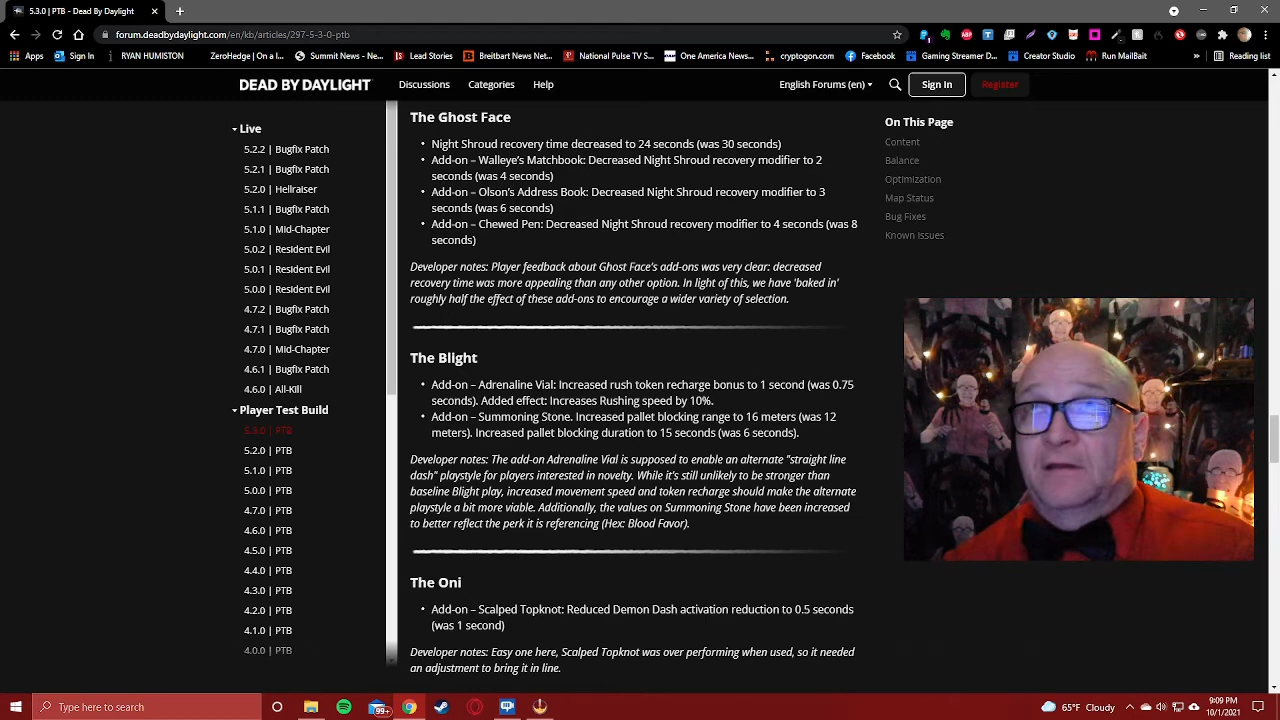 5.3.0 | PTB - Dead By Daylight
forum.deadbydaylight.com/en/kb/articles/297-5-3-0-ptb
Apps Sign In RYAN HUMISTON ZeroHedge | On a l... Summit News - Ne... Lead Stories Breitbart News Net... National Pulse TV S... One America News... cryptogon.com Facebook Gaming Streamer D... Creator Studio Run MailBait » Reading list
DEAD BY DAYLIGHT Discussions Categories Help English Forums (en) Sign In Register
Live
5.2.2 | Bugfix Patch
5.2.1 | Bugfix Patch
5.2.0 | Hellraiser
5.1.1 | Bugfix Patch
5.1.0 | Mid-Chapter
5.0.2 | Resident Evil
5.0.1 | Resident Evil
5.0.0 | Resident Evil
4.7.2 | Bugfix Patch
4.7.1 | Bugfix Patch
4.7.0 | Mid-Chapter
4.6.1 | Bugfix Patch
4.6.0 | All-Kill
Player Test Build
5.3.0 | PTB
5.2.0 | PTB
5.1.0 | PTB
5.0.0 | PTB
4.7.0 | PTB
4.6.0 | PTB
4.5.0 | PTB
4.4.0 | PTB
4.3.0 | PTB
4.2.0 | PTB
4.1.0 | PTB
4.0.0 | PTB
The Ghost Face
• Night Shroud recovery time decreased to 24 seconds (was 30 seconds)
• Add-on – Walleye's Matchbook: Decreased Night Shroud recovery modifier to 2
seconds (was 4 seconds)
• Add-on – Olson's Address Book: Decreased Night Shroud recovery modifier to 3
seconds (was 6 seconds)
• Add-on – Chewed Pen: Decreased Night Shroud recovery modifier to 4 seconds (was 8
seconds)
Developer notes: Player feedback about Ghost Face's add-ons was very clear: decreased
recovery time was more appealing than any other option. In light of this, we have 'baked in'
roughly half the effect of these add-ons to encourage a wider variety of selection.
The Blight
• Add-on – Adrenaline Vial: Increased rush token recharge bonus to 1 second (was 0.75
seconds). Added effect: Increases Rushing speed by 10%.
• Add-on – Summoning Stone. Increased pallet blocking range to 16 meters (was 12
meters). Increased pallet blocking duration to 15 seconds (was 6 seconds).
Developer notes: The add-on Adrenaline Vial is supposed to enable an alternate "straight line
dash" playstyle for players interested in novelty. While it's still unlikely to be stronger than
baseline Blight play, increased movement speed and token recharge should make the alternate
playstyle a bit more viable. Additionally, the values on Summoning Stone have been increased
to better reflect the perk it is referencing (Hex: Blood Favor).
The Oni
• Add-on – Scalped Topknot: Reduced Demon Dash activation reduction to 0.5 seconds
(was 1 second)
Developer notes: Easy one here, Scalped Topknot was over performing when used, so it needed
an adjustment to bring it in line.
On This Page
Content
Balance
Optimization
Map Status
Bug Fixes
Known Issues
Type here to search 99+ 65°F Cloudy 9:09 PM
10/1/2021